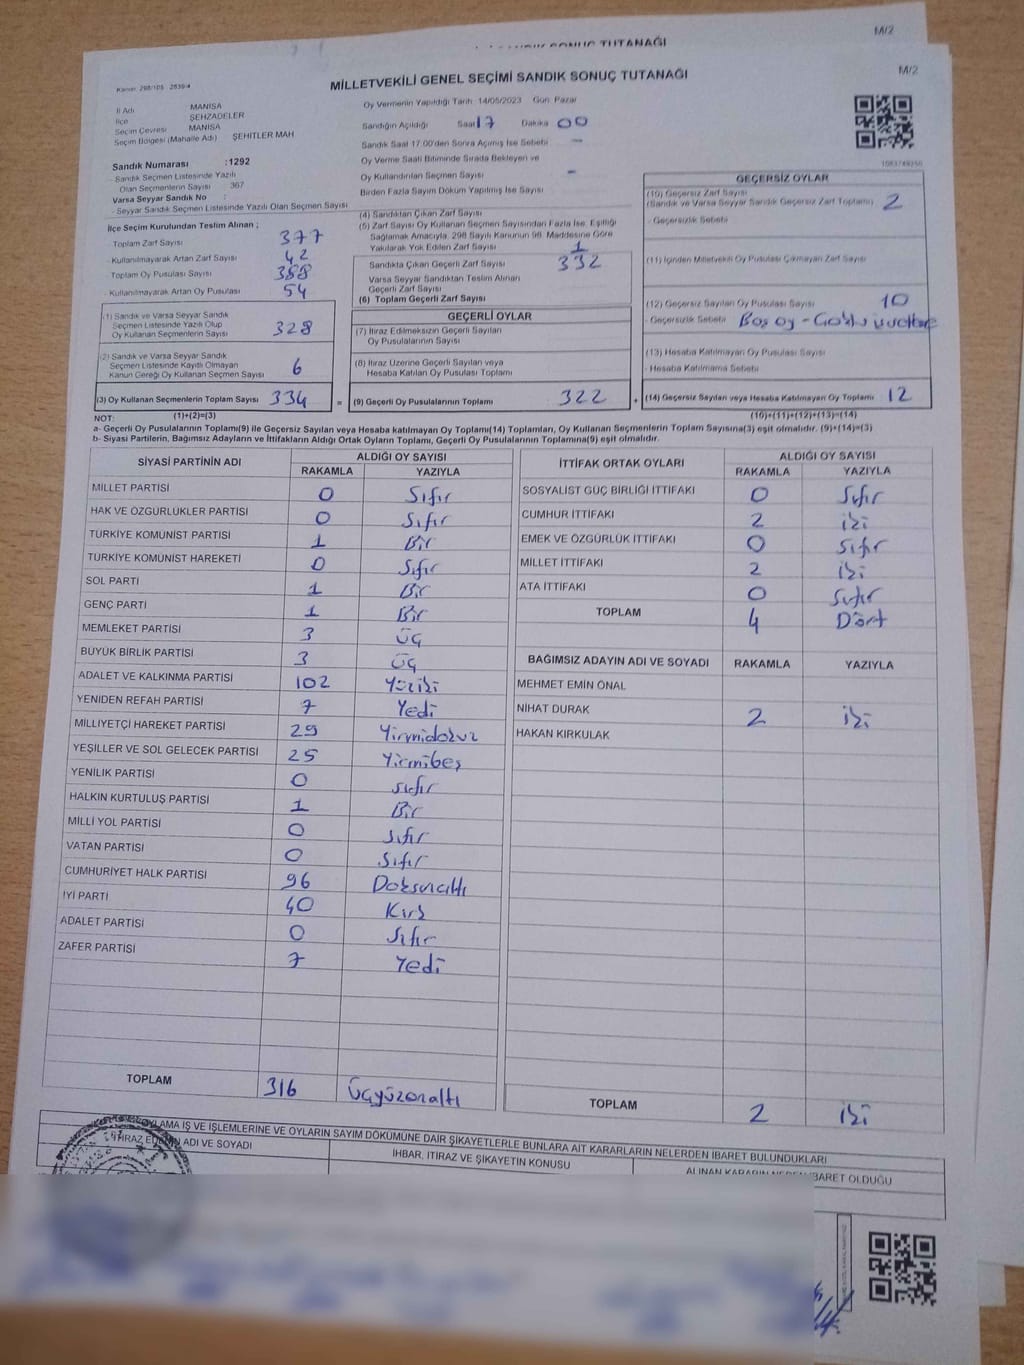 SONUÇ TUTANAĞI
M/2
M/2
Kanun: 298/105 2839/4
MİLLETVEKİLİ GENEL SEÇİMİ SANDIK SONUÇ TUTANAĞI
İl Adı MANİSA
İlçe ŞEHZADELER
Seçim Çevresi MANİSA
Seçim Bölgesi (Mahalle Adı) ŞEHİTLER MAH
Sandık Numarası :1292
- Sandık Seçmen Listesinde Yazılı
Olan Seçmenlerin Sayısı 367
Varsa Seyyar Sandık No :
- Seyyar Sandık Seçmen Listesinde Yazılı Olan Seçmen Sayısı
Oy Vermenin Yapıldığı Tarih: 14/05/2023 Gün: Pazar
Sandığın Açıldığı Saat 17 Dakika 00
Sandık Saat 17.00'den Sonra Açılmış İse Sebebi –
Oy Verme Saati Bitiminde Sırada Bekleyen ve
Oy Kullandırılan Seçmen Sayısı –
Birden Fazla Sayım Döküm Yapılmış İse Sayısı
İlçe Seçim Kurulundan Teslim Alınan ;
- Toplam Zarf Sayısı 377
- Kullanılmayarak Artan Zarf Sayısı 42
Toplam Oy Pusulası Sayısı 388
- Kullanılmayarak Artan Oy Pusulası 54
(1) Sandık ve Varsa Seyyar Sandık
Seçmen Listesinde Yazılı Olup
Oy Kullanan Seçmenlerin Sayısı 328
(2) Sandık ve Varsa Seyyar Sandık
Seçmen Listesinde Kayıtlı Olmayan
Kanun Gereği Oy Kullanan Seçmen Sayısı 6
(3) Oy Kullanan Seçmenlerin Toplam Sayısı 334
(4) Sandıktan Çıkan Zarf Sayısı
(5) Zarf Sayısı Oy Kullanan Seçmen Sayısından Fazla İse, Eşitliği
Sağlamak Amacıyla, 298 Sayılı Kanunun 98. Maddesine Göre
Yakılarak Yok Edilen Zarf Sayısı 1
Sandıkta Çıkan Geçerli Zarf Sayısı 332
Varsa Seyyar Sandıktan Teslim Alınan
Geçerli Zarf Sayısı
(6) Toplam Geçerli Zarf Sayısı
GEÇERLİ OYLAR
(7) İtiraz Edilmeksizin Geçerli Sayılan
Oy Pusulalarının Sayısı
(8) İtiraz Üzerine Geçerli Sayılan veya
Hesaba Katılan Oy Pusulası Toplamı
= (9) Geçerli Oy Pusulalarının Toplamı 322
GEÇERSİZ OYLAR
(10) Geçersiz Zarf Sayısı
(Sandık ve Varsa Seyyar Sandık Geçersiz Zarf Toplamı) 2
- Geçersizlik Sebebi
(11) İçinden Milletvekili Oy Pusulası Çıkmayan Zarf Sayısı
(12) Geçersiz Sayılan Oy Pusulası Sayısı 10
- Geçersizlik Sebebi Boş oy -
(13) Hesaba Katılmayan Oy Pusulası Sayısı
- Hesaba Katılmama Sebebi
+ (14) Geçersiz Sayılan veya Hesaba Katılmayan Oy Toplamı 12
NOT: (1)+(2)=(3) (10)+(11)+(12)+(13)=(14)
a- Geçerli Oy Pusulalarının Toplamı(9) ile Geçersiz Sayılan veya Hesaba katılmayan Oy Toplamı(14) Toplamları, Oy Kullanan Seçmenlerin Toplam Sayısına(3) eşit olmalıdır. (9)+(14)=(3)
b- Siyasi Partilerin, Bağımsız Adayların ve İttifakların Aldığı Ortak Oyların Toplamı, Geçerli Oy Pusulalarının Toplamına(9) eşit olmalıdır.
SİYASİ PARTİNİN ADI ALDIĞI OY SAYISI
RAKAMLA YAZIYLA
MİLLET PARTİSİ 0 Sıfır
HAK VE ÖZGÜRLÜKLER PARTİSİ 0 Sıfır
TÜRKİYE KOMÜNİST PARTİSİ 1 Bir
TÜRKİYE KOMÜNİST HAREKETİ 0 Sıfır
SOL PARTİ 1 Bir
GENÇ PARTİ 1 Bir
MEMLEKET PARTİSİ 3 üç
BÜYÜK BİRLİK PARTİSİ 3 üç
ADALET VE KALKINMA PARTİSİ 102 Yüziki
YENİDEN REFAH PARTİSİ 7 Yedi
MİLLİYETÇİ HAREKET PARTİSİ 29 Yirmidokuz
YEŞİLLER VE SOL GELECEK PARTİSİ 25 Yirmibeş
YENİLİK PARTİSİ 0 sıfır
HALKIN KURTULUŞ PARTİSİ 1 Bir
MİLLİ YOL PARTİSİ 0 sıfır
VATAN PARTİSİ 0 Sıfır
CUMHURİYET HALK PARTİSİ 96 Doksanaltı
İYİ PARTİ 40 Kırk
ADALET PARTİSİ 0 Sıfır
ZAFER PARTİSİ 7 Yedi
TOPLAM 316 Üçyüzonaltı
İTTİFAK ORTAK OYLARI ALDIĞI OY SAYISI
RAKAMLA YAZIYLA
SOSYALİST GÜÇ BİRLİĞİ İTTİFAKI 0 Sıfır
CUMHUR İTTİFAKI 2 iki
EMEK VE ÖZGÜRLÜK İTTİFAKI 0 Sıfır
MİLLET İTTİFAKI 2 iki
ATA İTTİFAKI 0 Sıfır
TOPLAM 4 Dört
BAĞIMSIZ ADAYIN ADI VE SOYADI RAKAMLA YAZIYLA
MEHMET EMİN ÖNAL
NİHAT DURAK 2 iki
HAKAN KIRKULAK
TOPLAM 2 iki
İŞ VE İŞLEMLERİNE VE OYLARIN SAYIM DÖKÜMÜNE DAİR ŞİKAYETLERLE BUNLARA AİT KARARLARIN NELERDEN İBARET BULUNDUKLARI
İTİRAZ EDENİN ADI VE SOYADI
İHBAR, İTİRAZ VE ŞİKAYETİN KONUSU
ALINAN KARARIN NEDEN İBARET OLDUĞU